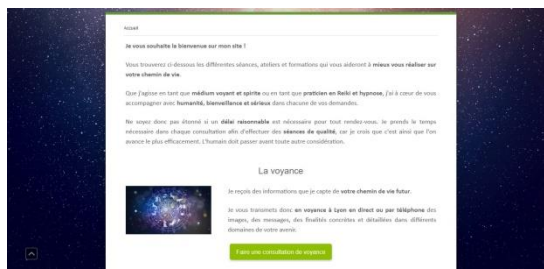 Accueil
Je vous souhaite la bienvenue sur mon site !
Vous trouverez ci-dessous les différentes séances, ateliers et formations qui vous aideront à mieux vous réaliser sur
votre chemin de vie.
Que j'agisse en tant que médium voyant et spirite ou en tant que praticien en Reiki et hypnose, j'ai à cœur de vous
accompagner avec humanité, bienveillance et sérieux dans chacune de vos demandes.
Ne soyez donc pas étonné si un délai raisonnable est nécessaire pour tout rendez-vous. Je prends le temps
nécessaire dans chaque consultation afin d'effectuer des séances de qualité, car je crois que c'est ainsi que l'on
avance le plus efficacement. L'humain doit passer avant toute autre considération.
La voyance
Je reçois des informations que je capte de votre chemin de vie futur.
Je vous transmets donc en voyance à Lyon en direct ou par téléphone des
images, des messages, des finalités concrètes et détaillées dans différents
domaines de votre avenir.
Faire une consultation de voyance